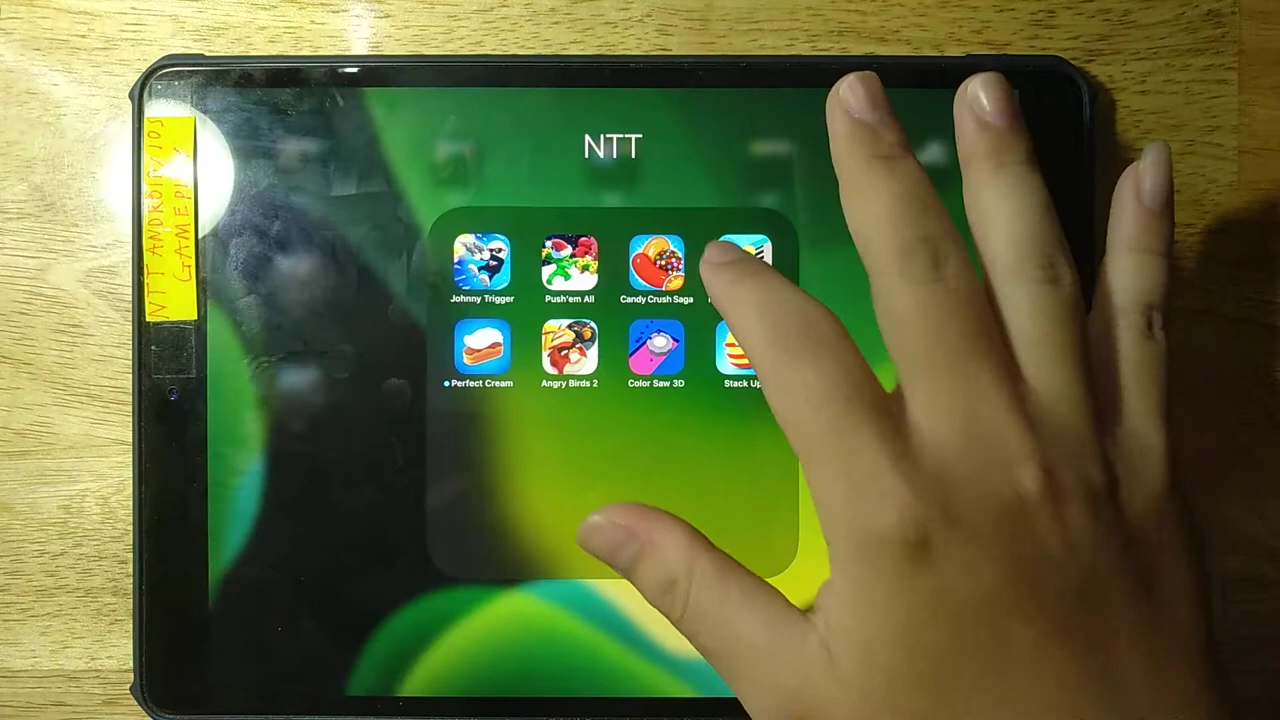 NTT ANDROID/IOS
GAMEPLAY
NTT
Johnny Trigger
Push'em All
Candy Crush Saga
Perfect Cream
Angry Birds 2
Color Saw 3D
Stack Up